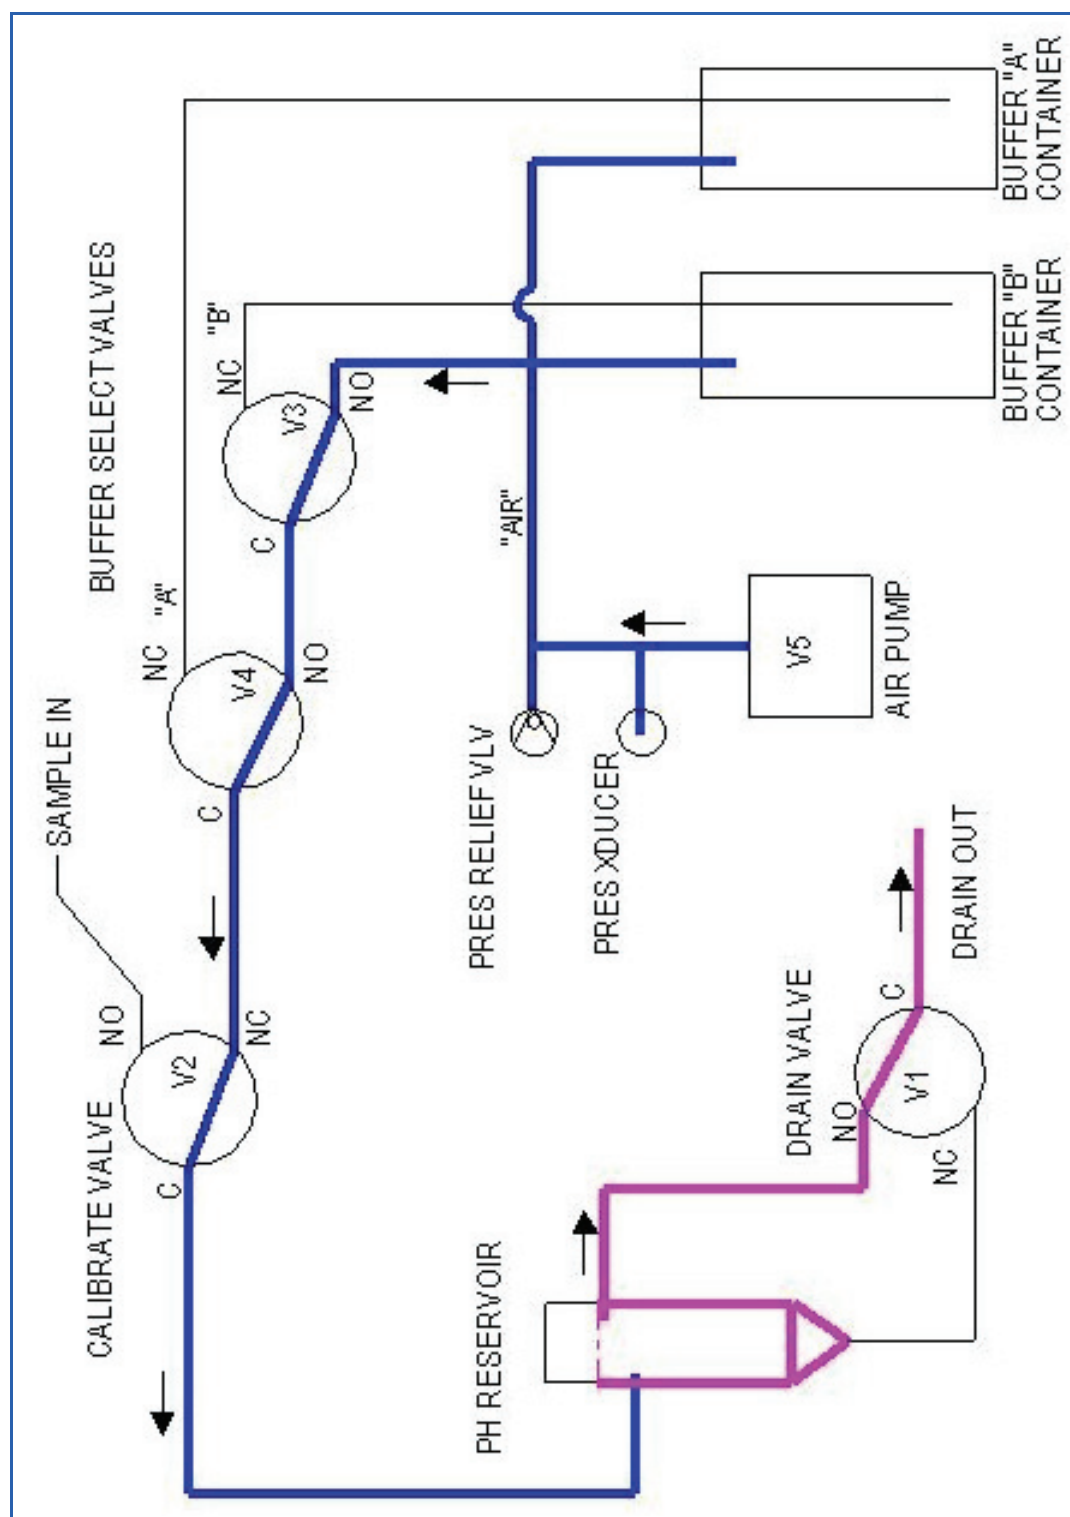 BUFFER "A"
CONTAINER
BUFFER "B"
CONTAINER
BUFFER SELECT VALVES
"B"
NC
V3
NO
C
"A"
NC
V4
NO
C
"AIR"
V5
AIR PUMP
PRES RELIEF VLV
PRES XDUCER
SAMPLE IN
NO
V2
NC
C
CALIBRATE VALVE
DRAIN OUT
DRAIN VALVE
C
V1
NO
NC
PH RESERVOIR